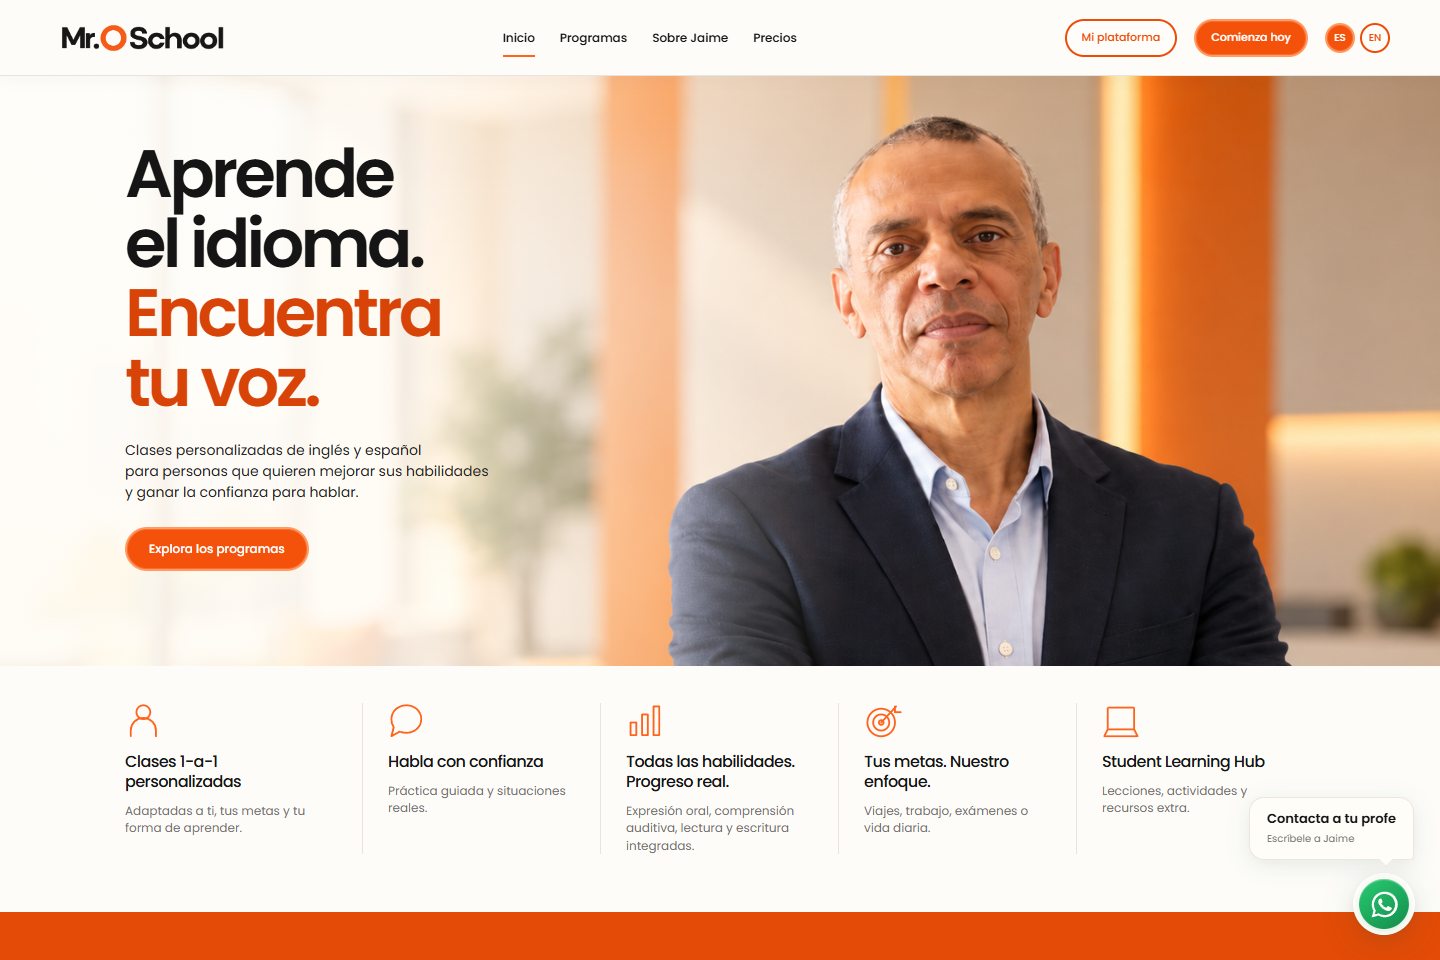 Mr. O School
Inicio
Programas
Sobre Jaime
Precios
Mi plataforma
Comienza hoy
ES
EN
Aprende
el idioma.
Encuentra
tu voz.
Clases personalizadas de inglés y español
para personas que quieren mejorar sus habilidades
y ganar la confianza para hablar.
Explora los programas
Clases 1-a-1
personalizadas
Adaptadas a ti, tus metas y tu
forma de aprender.
Habla con confianza
Práctica guiada y situaciones
reales.
Todas las habilidades.
Progreso real.
Expresión oral, comprensión
auditiva, lectura y escritura
integradas.
Tus metas. Nuestro
enfoque.
Viajes, trabajo, exámenes o
vida diaria.
Student Learning Hub
Lecciones, actividades y
recursos extra.
Contacta a tu profe
Escríbele a Jaime